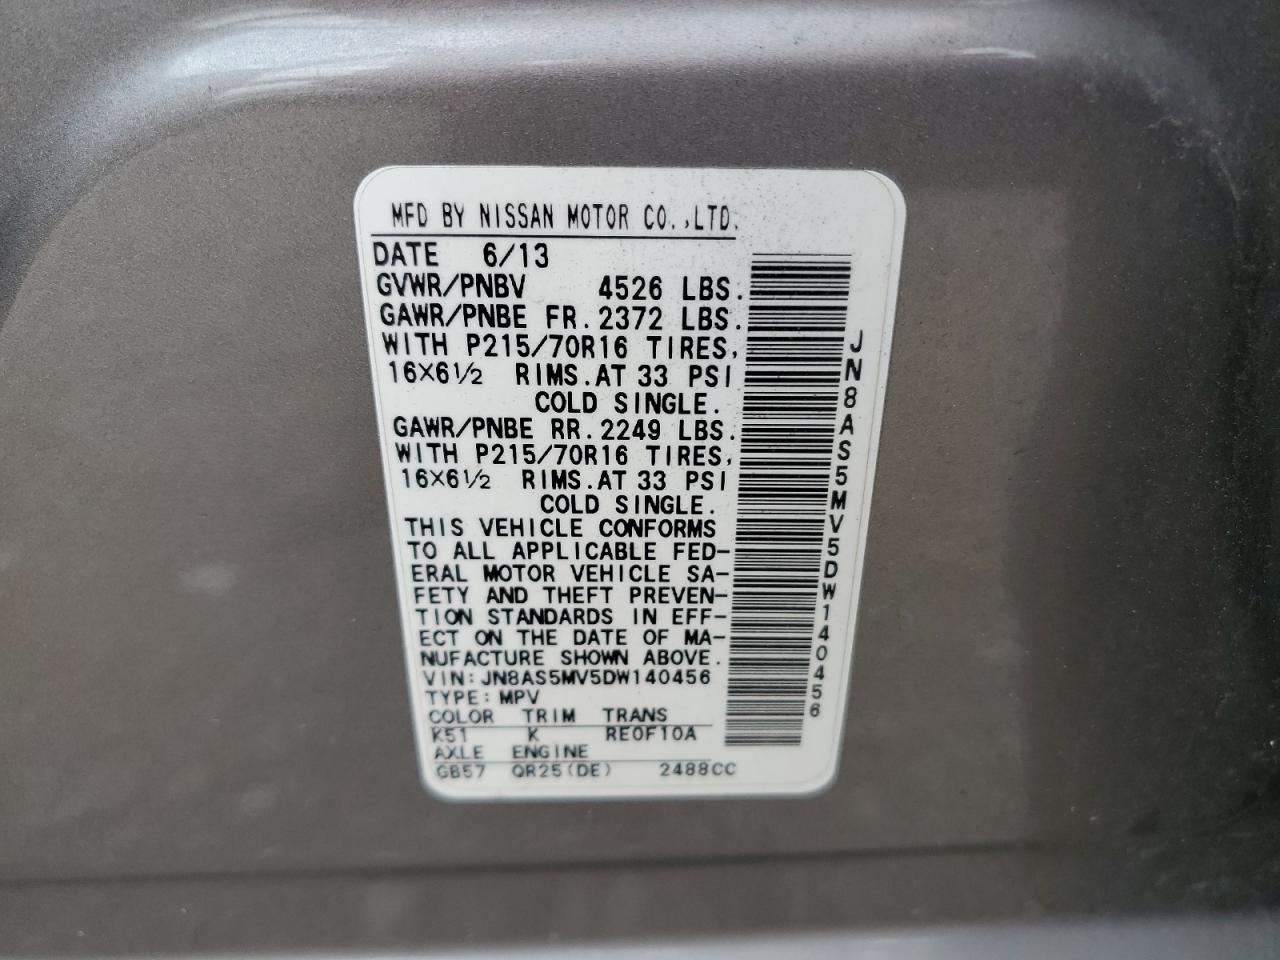 MFD BY NISSAN MOTOR CO.,LTD.
DATE 6/13
GVWR/PNBV 4526 LBS.
GAWR/PNBE FR.2372 LBS.
WITH P215/70R16 TIRES,
16X6½ RIMS.AT 33 PSI
COLD SINGLE.
GAWR/PNBE RR.2249 LBS.
WITH P215/70R16 TIRES,
16X6½ RIMS.AT 33 PSI
COLD SINGLE.
THIS VEHICLE CONFORMS
TO ALL APPLICABLE FED-
ERAL MOTOR VEHICLE SA-
FETY AND THEFT PREVEN-
TION STANDARDS IN EFF-
ECT ON THE DATE OF MA-
NUFACTURE SHOWN ABOVE.
VIN: JN8AS5MV5DW140456
TYPE: MPV
COLOR TRIM TRANS
K51 K RE0F10A
AXLE ENGINE
GB57 QR25(DE) 2488CC
JN8AS5MV5DW140456